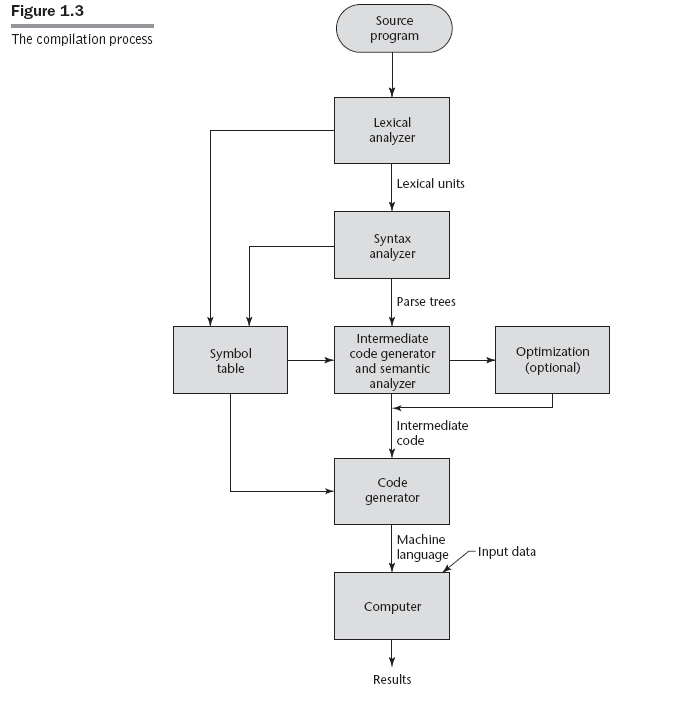 Figure 1.3
The compilation process
Source
program
Lexical
analyzer
Lexical units
Syntax
analyzer
Parse trees
Symbol
table
Intermediate
code generator
and semantic
analyzer
Optimization
(optional)
Intermediate
code
Code
generator
Machine
language
Input data
Computer
Results